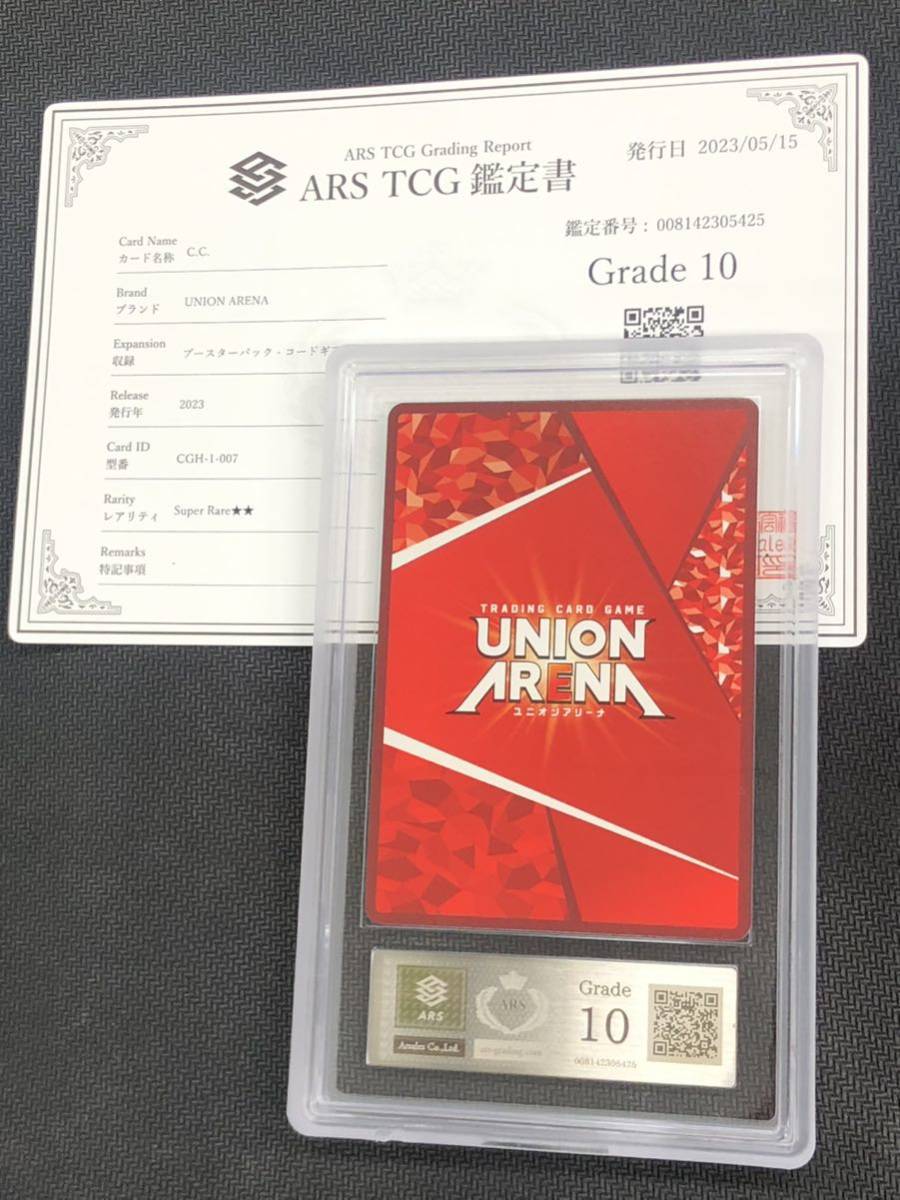 ARS TCG Grading Report
ARS TCG 鑑定書
発行日 2023/05/15
鑑定番号 : 008142305425
Grade 10
Card Name
カード名称 C.C.
Brand
ブランド UNION ARENA
Expansion
収録 ブースターパック - コードギ
Release
発行年 2023
Card ID
型番 CGH-1-007
Rarity
レアリティ Super Rare★★
Remarks
特記事項
TRADING CARD GAME
UNION
ARENA
ユニオンアリーナ
ARS
ARS
Grade
10
ars-grading.com
008142305425